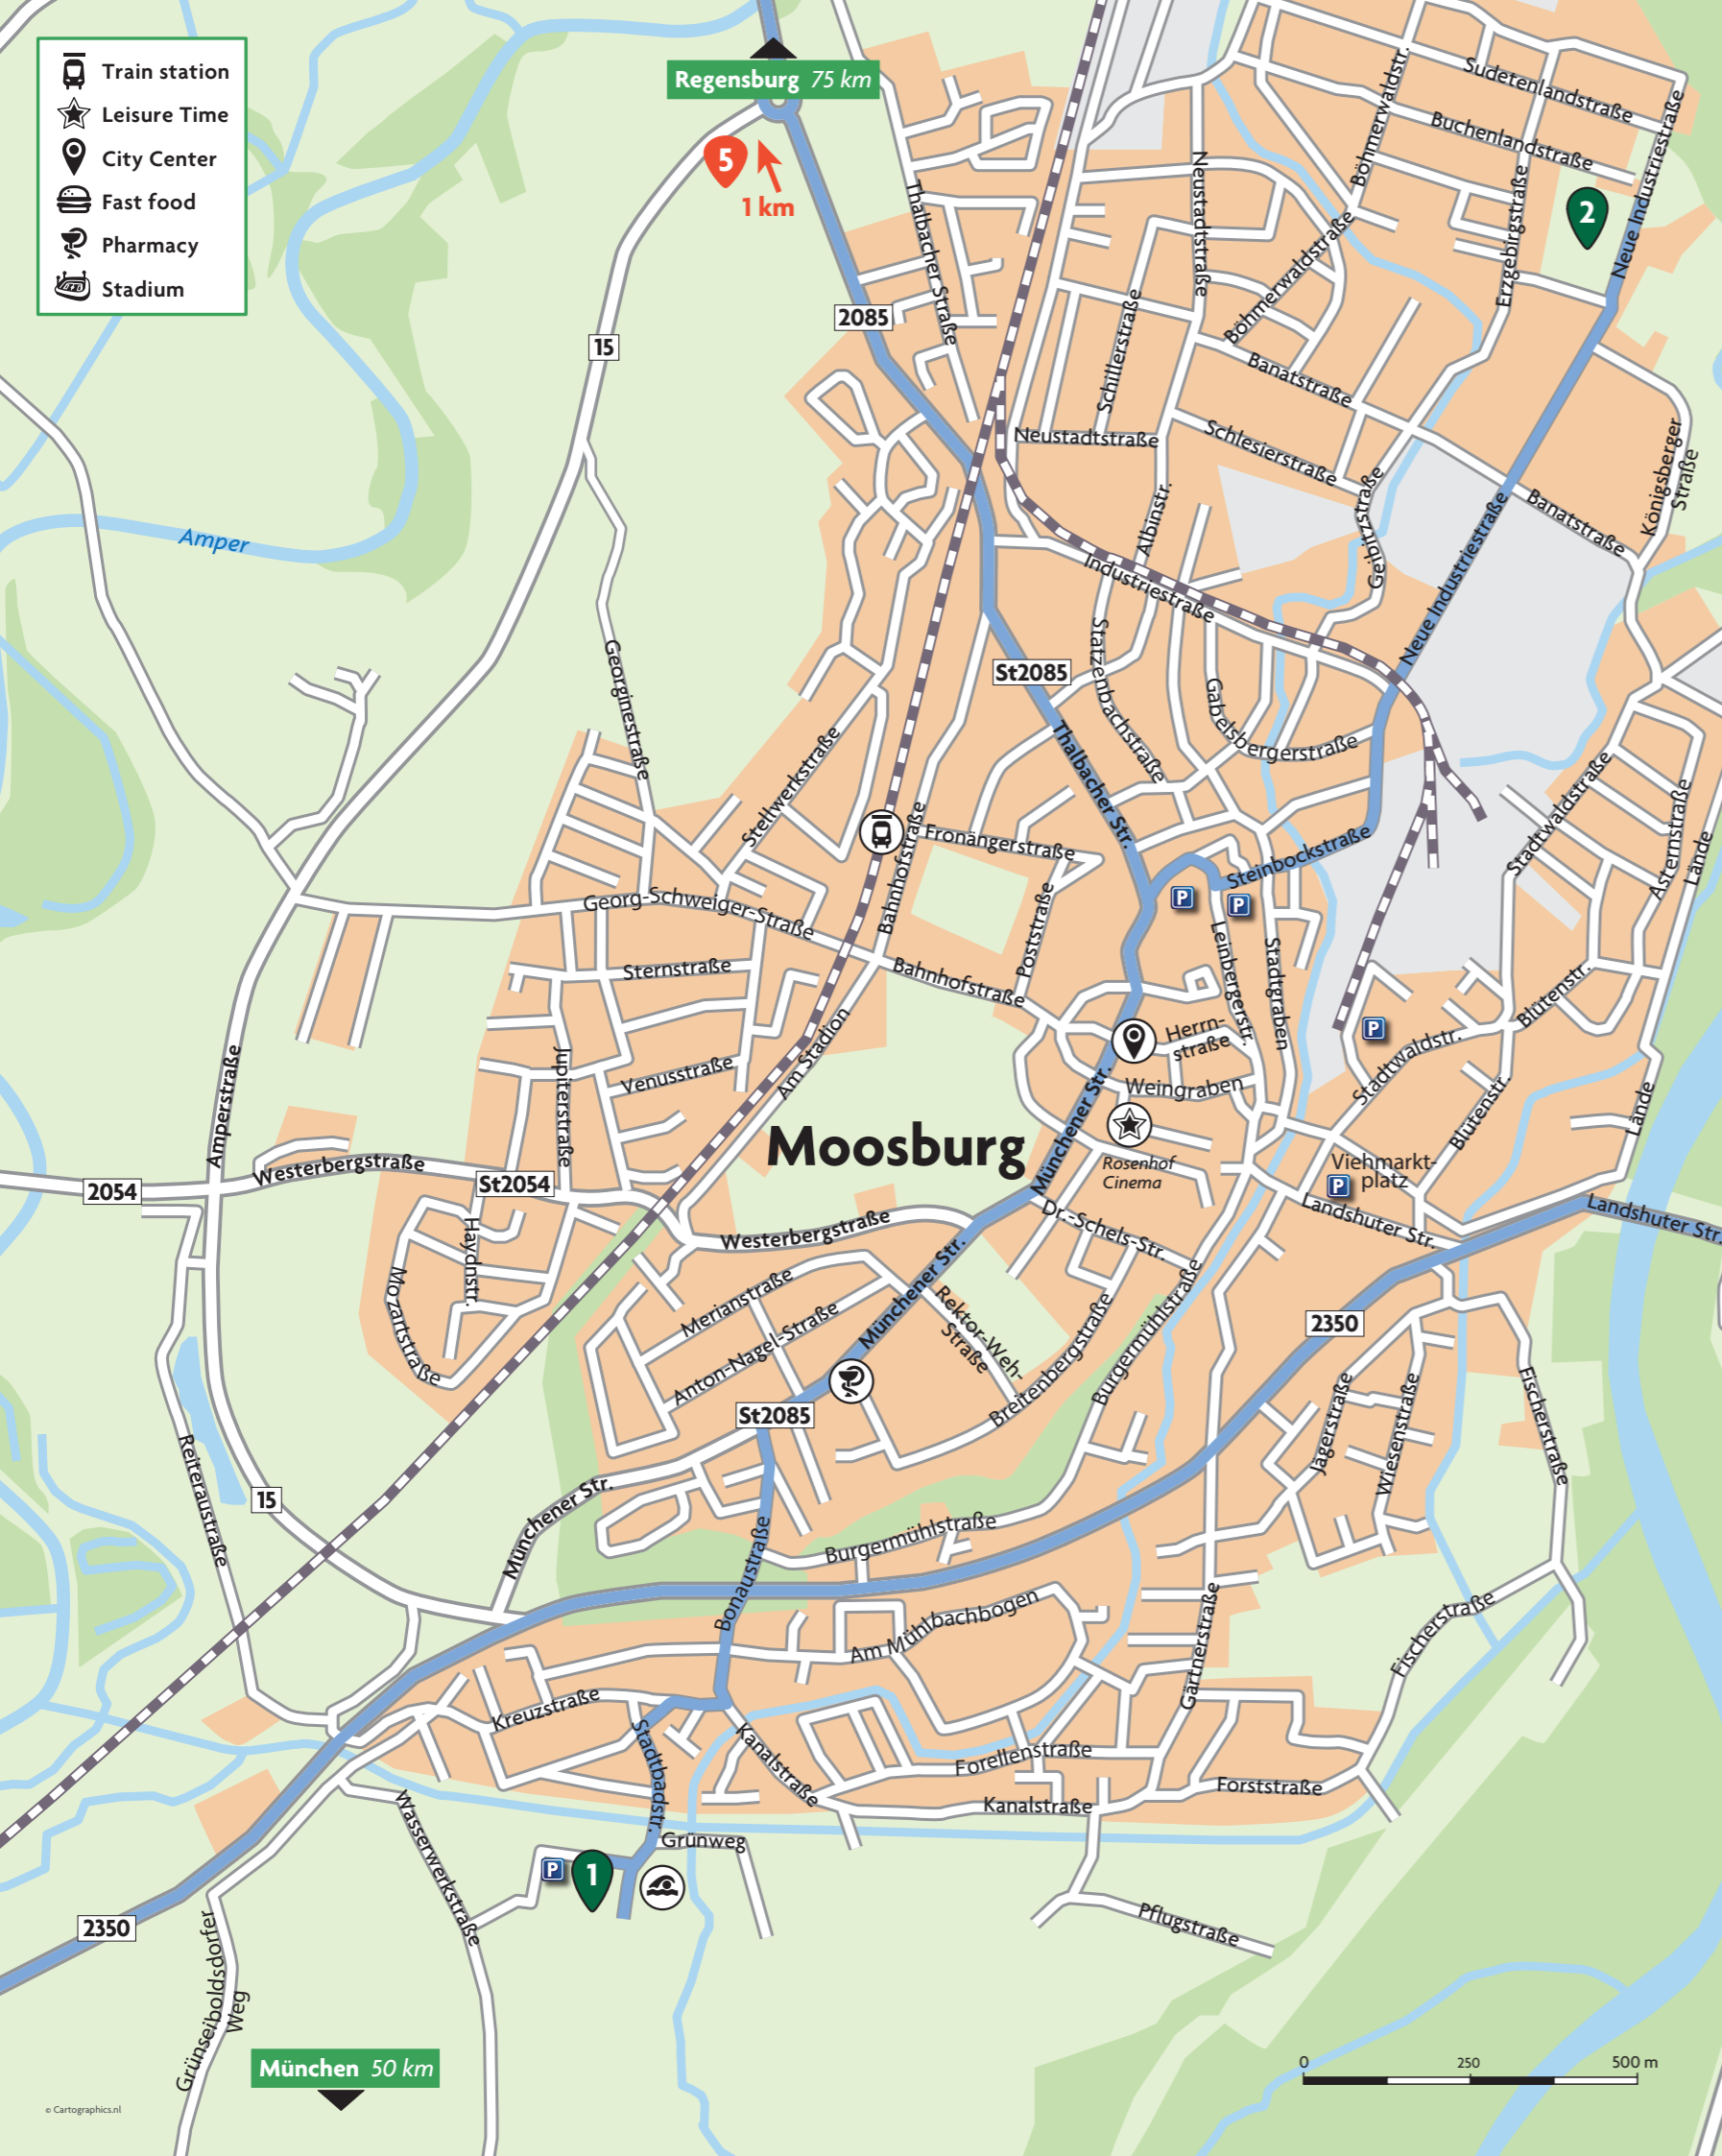 Train station
Leisure Time
City Center
Fast food
Pharmacy
Stadium
Regensburg 75 km
5
1 km
2
Sudetenlandstraße
Buchenlandstraße
Böhmerwaldstr.
Neue Industriestraße
Erzgebirgstraße
Neustadtstraße
Böhmerwaldstraße
Thalbacher Straße
2085
15
Schillerstraße
Banatstraße
Neustadtstraße
Schlesierstraße
Königsberger
Straße
Amper
Albinstr.
Geibitzstraße
Banatstraße
Neue Industriestraße
Industriestraße
Georginestraße
Statzenbachstraße
St2085
Gabelsbergerstraße
Thalbacher Str.
Stellwerkstraße
Stadtwaldstraße
Asternstraße
Lände
Bahnhofstraße
Fronängerstraße
Steinbockstraße
P
P
Georg-Schweiger-Straße
Poststraße
Leinbergerstr.
Stadtgraben
Sternstraße
Bahnhofstraße
Blütenstr.
P
Herrn-
straße
Am Stadion
Stadtwaldstr.
Amperstraße
Jupiterstraße
Venusstraße
Weingraben
Münchener Str.
Blütenstr.
Lände
Moosburg
Rosenhof
Cinema
Viehmarkt-
platz
P
Westerbergstraße
2054
St2054
Landshuter Str.
Landshuter Str.
Westerbergstraße
Dr.-Schels-Str.
Haydnstr.
Mozartstraße
Merianstraße
Anton-Nagel-Straße
Münchener Str.
Rektor-Weh-
Straße
Breitenbergstraße
Burgermühlstraße
2350
St2085
Jägerstraße
Wiesenstraße
Fischerstraße
Reiteraustraße
15
Münchener Str.
Burgermühlstraße
Bonaustraße
Am Mühlbachbogen
Gärtnerstraße
Fischerstraße
Kreuzstraße
Stadtbadstr.
Kanalstraße
Forellenstraße
Forststraße
Kanalstraße
Wasserwerkstraße
Grünweg
P
1
2350
Pflugstraße
Grünseiboldsdorfer
Weg
München 50 km
0 250 500 m
© Cartographics.nl